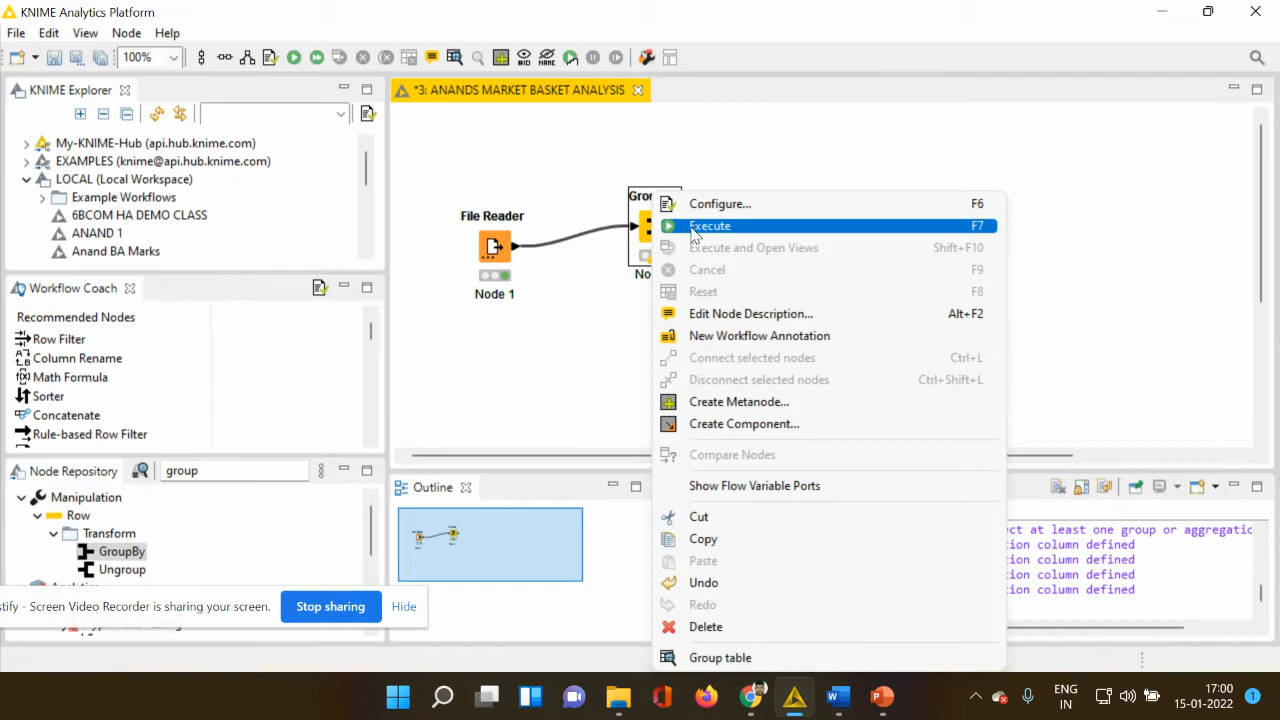 KNIME Analytics Platform
File Edit View Node Help
100%
KNIME Explorer
My-KNIME-Hub (api.hub.knime.com)
EXAMPLES (knime@api.hub.knime.com)
LOCAL (Local Workspace)
Example Workflows
6BCOM HA DEMO CLASS
ANAND 1
Anand BA Marks
Workflow Coach
Recommended Nodes
Row Filter
Column Rename
Math Formula
Sorter
Concatenate
Rule-based Row Filter
Node Repository
group
Manipulation
Row
Transform
GroupBy
Ungroup
- Screen Video Recorder is sharing your screen.
Stop sharing
Hide
*3: ANANDS MARKET BASKET ANALYSIS
File Reader
Node 1
Configure... F6
Execute F7
Execute and Open Views Shift+F10
Cancel F9
Reset F8
Edit Node Description... Alt+F2
New Workflow Annotation
Connect selected nodes Ctrl+L
Disconnect selected nodes Ctrl+Shift+L
Create Metanode...
Create Component...
Compare Nodes
Show Flow Variable Ports
Cut
Copy
Paste
Undo
Redo
Delete
Group table
Outline
at least one group or
column defined
column defined
column defined
column defined
ENG
IN
17:00
15-01-2022
1